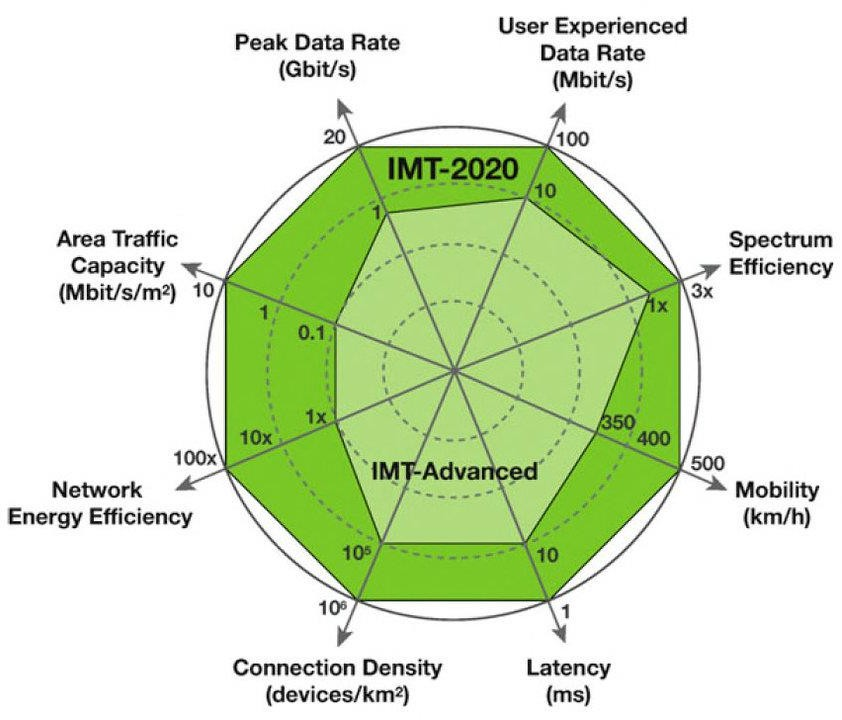 User Experienced
Data Rate
(Mbit/s)
Peak Data Rate
(Gbit/s)
20
100
IMT-2020
10
1
Area Traffic
Capacity
(Mbit/s/m²)
Spectrum
Efficiency
10
1
0.1
1x
3x
1x
10x
100x
350
400
500
IMT-Advanced
Network
Energy Efficiency
Mobility
(km/h)
10⁵
10
10⁶
1
Connection Density
(devices/km²)
Latency
(ms)